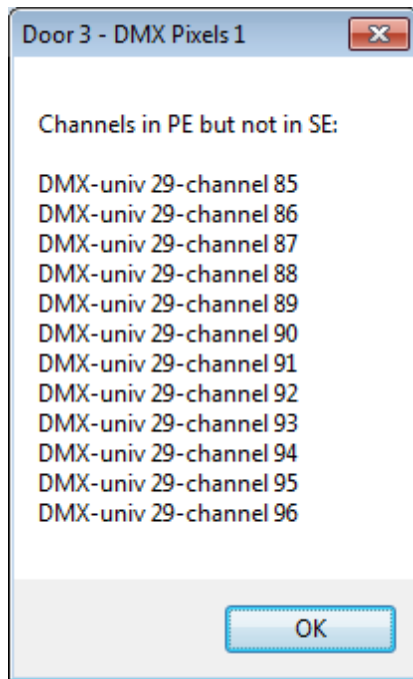 Door 3 - DMX Pixels 1
Channels in PE but not in SE:
DMX-univ 29-channel 85
DMX-univ 29-channel 86
DMX-univ 29-channel 87
DMX-univ 29-channel 88
DMX-univ 29-channel 89
DMX-univ 29-channel 90
DMX-univ 29-channel 91
DMX-univ 29-channel 92
DMX-univ 29-channel 93
DMX-univ 29-channel 94
DMX-univ 29-channel 95
DMX-univ 29-channel 96
OK